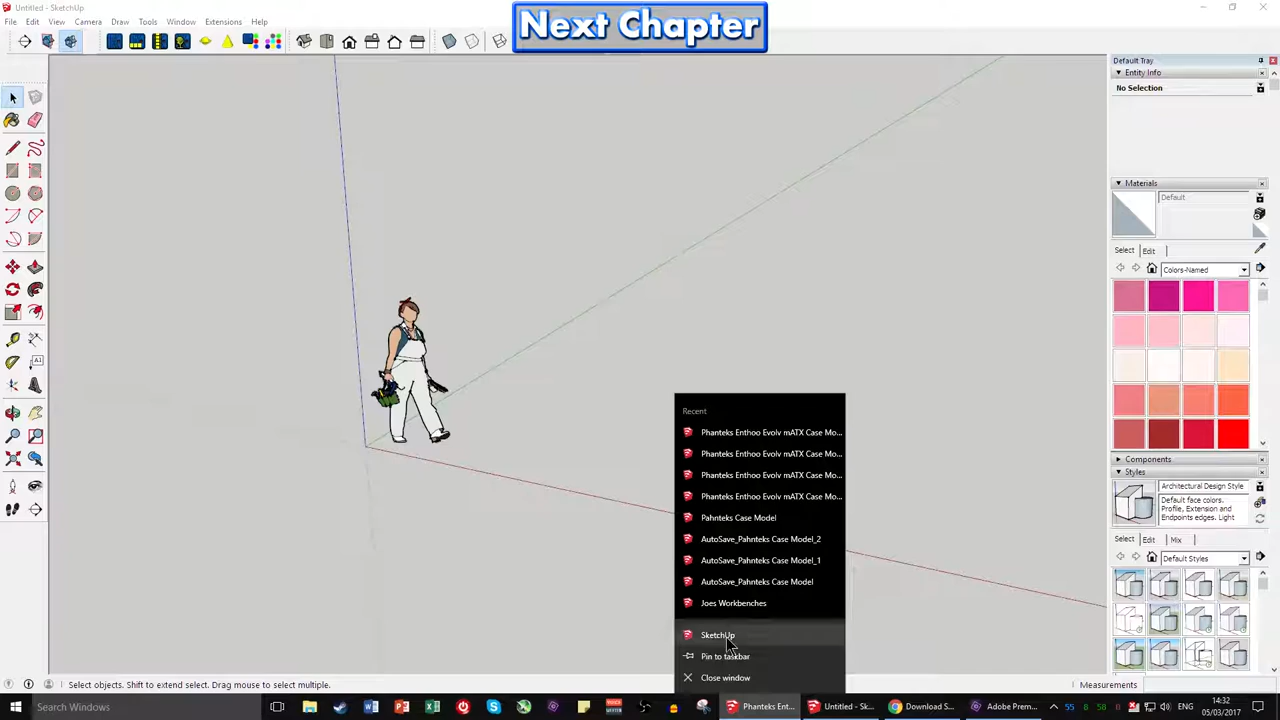 Untitled - SketchUp
Next Chapter
File Edit View Camera Draw Tools Window Extensions Help
Default Tray
Entity Info
No Selection
Materials
Default
Select Edit
Colors-Named
Components
Styles
Architectural Design Style
Default face colors.
Profile, Extension and
Endpoints edges. Light
Select Edit Mix
Default Styles
Recent
Phanteks Enthoo Evolv mATX Case Mo...
Phanteks Enthoo Evolv mATX Case Mo...
Phanteks Enthoo Evolv mATX Case Mo...
Phanteks Enthoo Evolv mATX Case Mo...
Pahnteks Case Model
AutoSave_Pahnteks Case Model_2
AutoSave_Pahnteks Case Model_1
AutoSave_Pahnteks Case Model
Joes Workbenches
SketchUp
Pin to taskbar
Close window
Select objects. Shift to extend select. Drag mouse to select multiple.
Measurements
Search Windows
Phanteks Ent...
Untitled - Sk...
Download S...
Adobe Prem...
55 8 58 0
14:32
05/03/2017